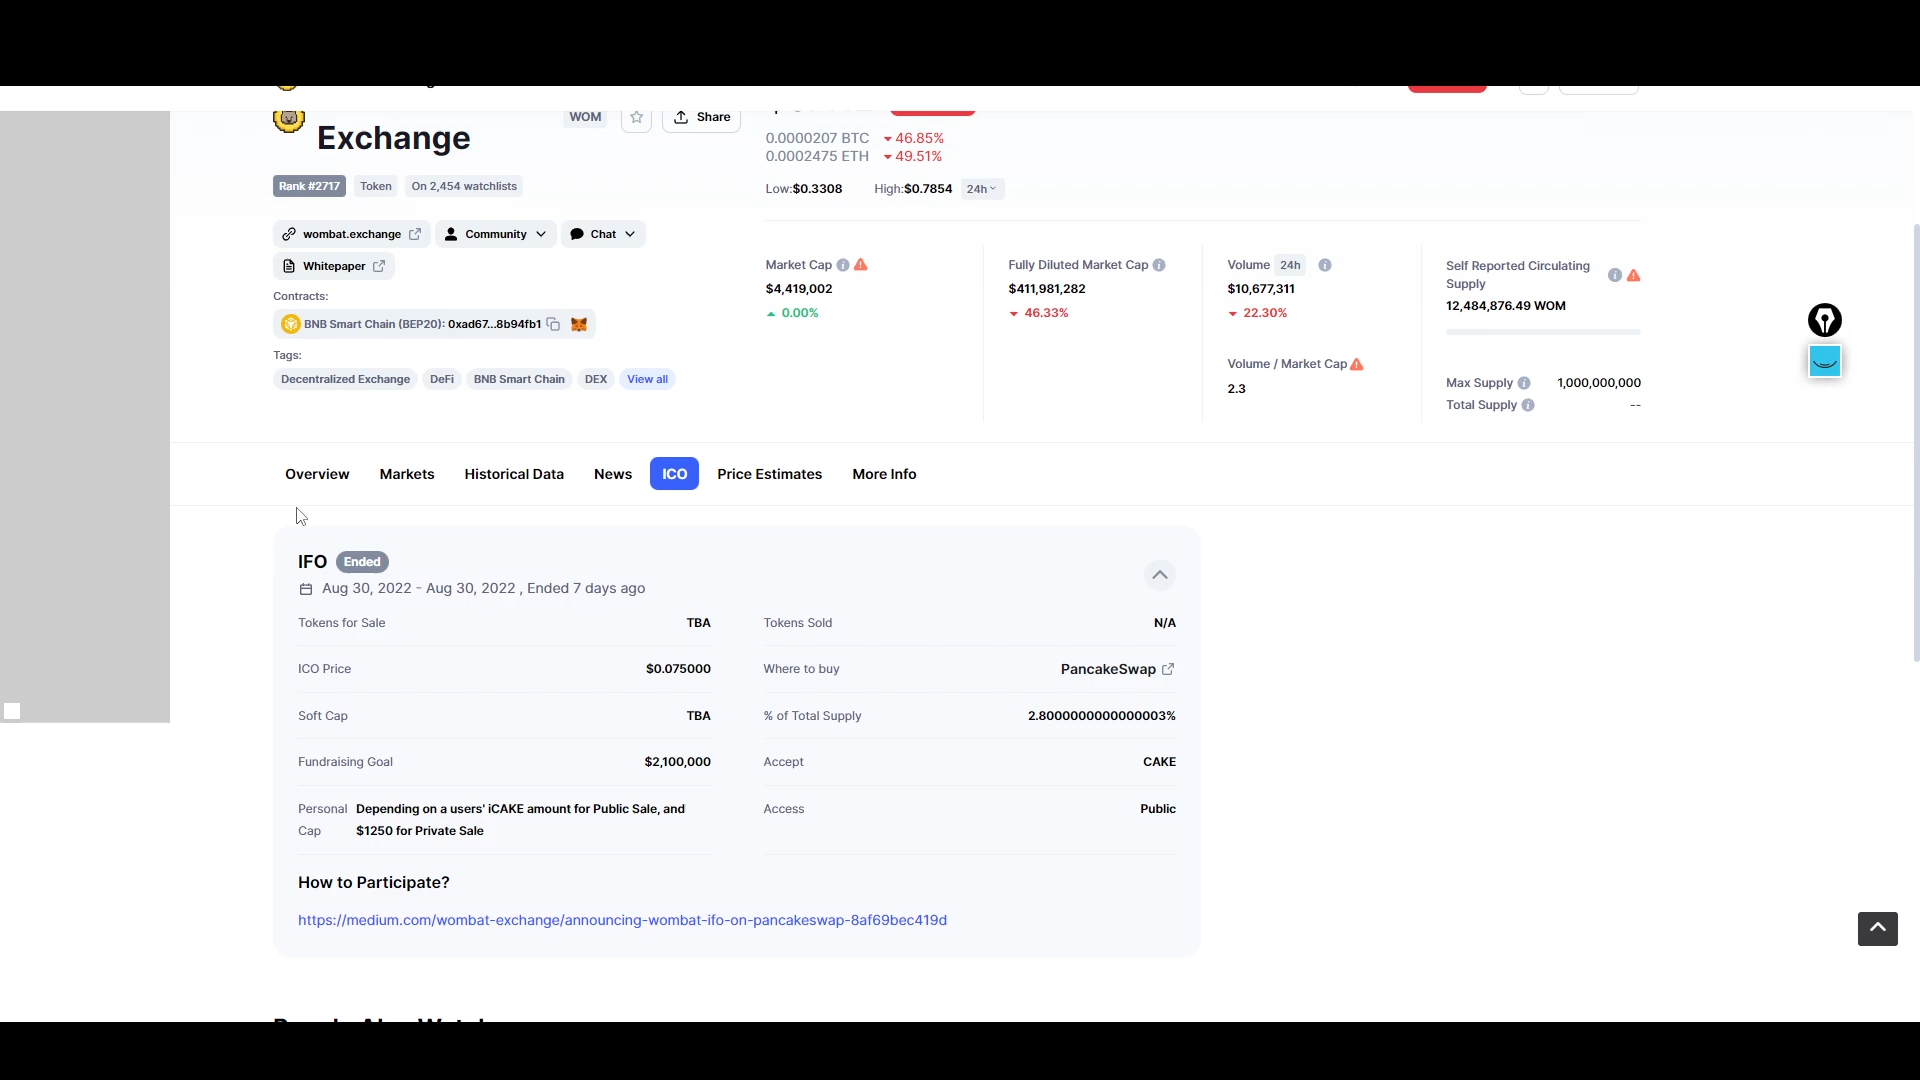 WOM
Share
Exchange
0.0000207 BTC 46.85%
0.0002475 ETH 49.51%
Rank #2717 Token On 2,454 watchlists
Low:$0.3308 High:$0.7854 24h
wombat.exchange Community Chat
Whitepaper
Contracts:
BNB Smart Chain (BEP20): 0xad67...8b94fb1
Tags:
Decentralized Exchange DeFi BNB Smart Chain DEX View all
Market Cap
$4,419,002
0.00%
Fully Diluted Market Cap
$411,981,282
46.33%
Volume 24h
$10,677,311
22.30%
Volume / Market Cap
2.3
Self Reported Circulating
Supply
12,484,876.49 WOM
Max Supply 1,000,000,000
Total Supply --
Overview Markets Historical Data News ICO Price Estimates More Info
IFO Ended
Aug 30, 2022 - Aug 30, 2022 , Ended 7 days ago
Tokens for Sale TBA
Tokens Sold N/A
ICO Price $0.075000
Where to buy PancakeSwap
Soft Cap TBA
% of Total Supply 2.8000000000000003%
Fundraising Goal $2,100,000
Accept CAKE
Personal Depending on a users' iCAKE amount for Public Sale, and
Cap $1250 for Private Sale
Access Public
How to Participate?
https://medium.com/wombat-exchange/announcing-wombat-ifo-on-pancakeswap-8af69bec419d